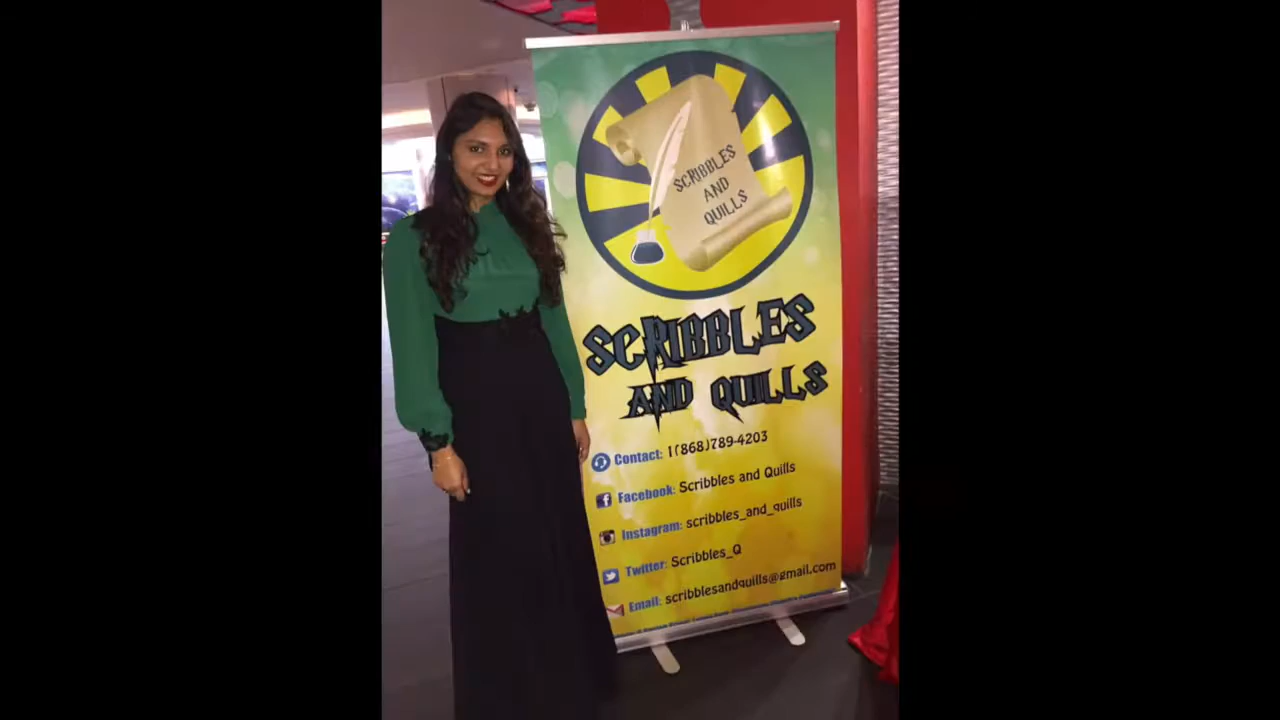 SCRIBBLES
AND
QUILLS
SCRIBBLES
AND QUILLS
Contact: 1(868)789-4203
Facebook: Scribbles and Quills
Instagram: scribbles_and_quills
Twitter: Scribbles_Q
Email: scribblesandquills@gmail.com